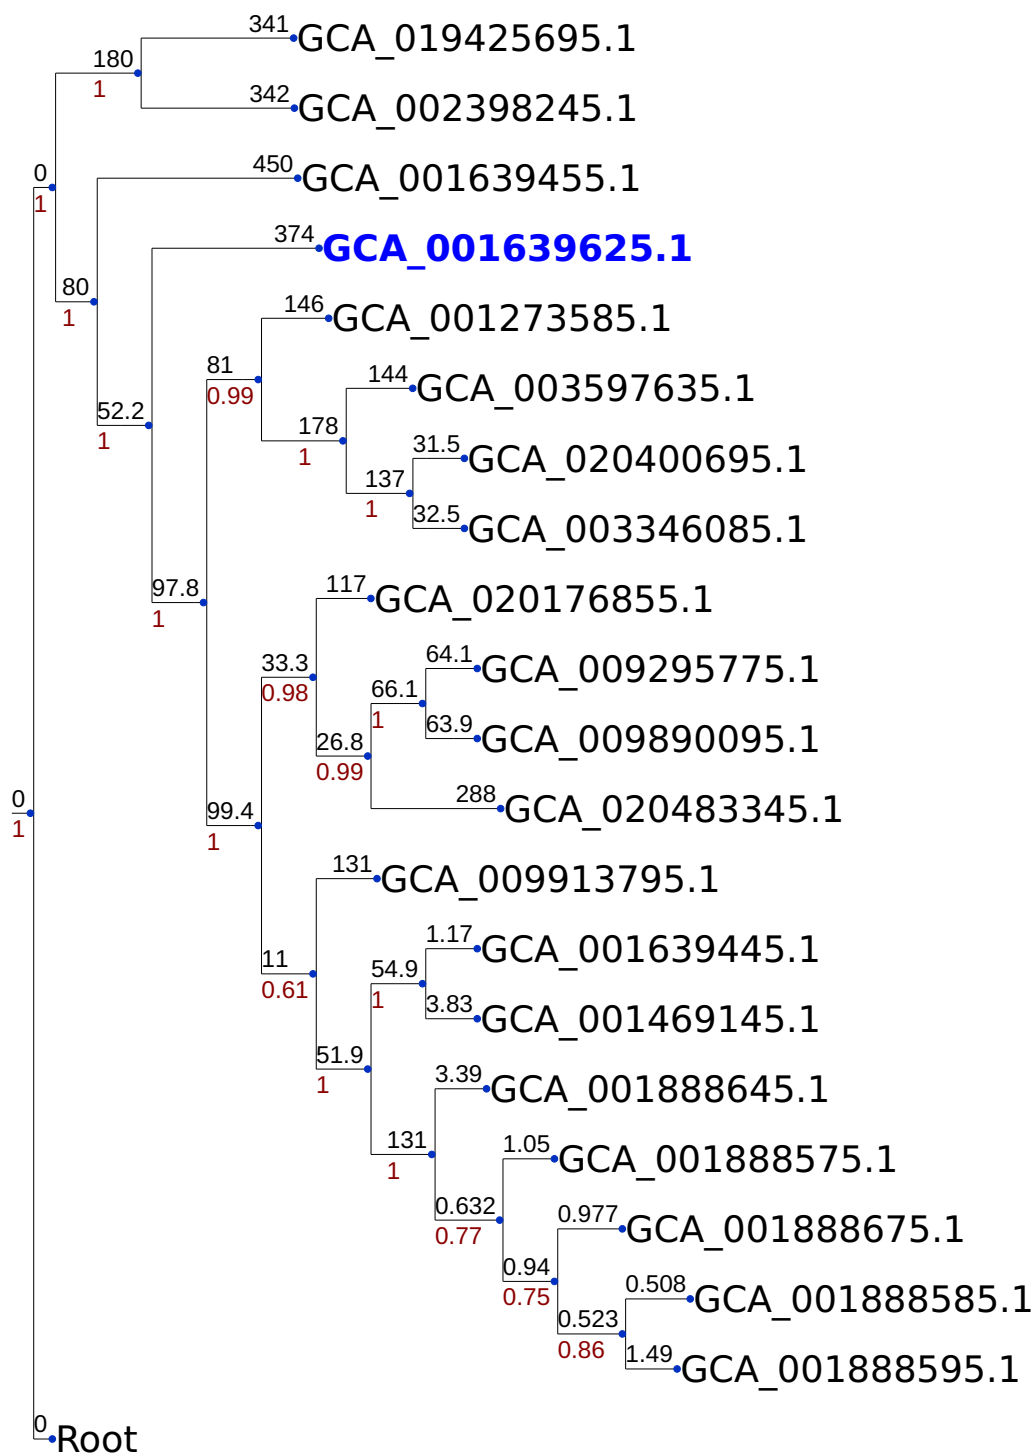 341
GCA_019425695.1
180
1
342
GCA_002398245.1
0
1
450
GCA_001639455.1
374
GCA_001639625.1
80
1
146
GCA_001273585.1
81
0.99
144
GCA_003597635.1
52.2
1
178
1
31.5
GCA_020400695.1
137
1
32.5
GCA_003346085.1
97.8
1
117
GCA_020176855.1
33.3
0.98
64.1
GCA_009295775.1
66.1
1
63.9
GCA_009890095.1
26.8
0.99
288
GCA_020483345.1
0
1
99.4
1
131
GCA_009913795.1
11
0.61
1.17
GCA_001639445.1
54.9
1
3.83
GCA_001469145.1
51.9
1
3.39
GCA_001888645.1
131
1
1.05
GCA_001888575.1
0.632
0.77
0.977
GCA_001888675.1
0.94
0.75
0.508
GCA_001888585.1
0.523
0.86
1.49
GCA_001888595.1
0
Root